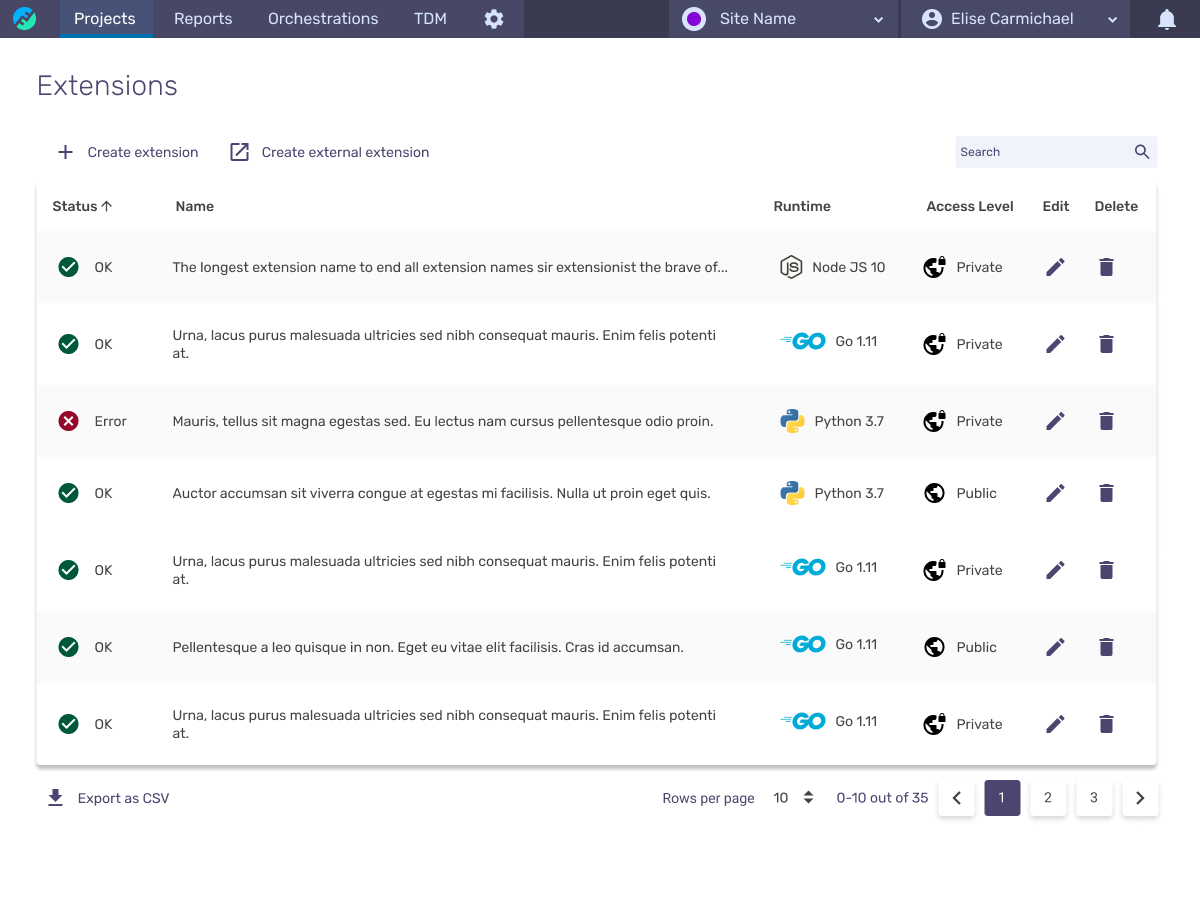 Projects Reports Orchestrations TDM Site Name Elise Carmichael
Extensions
Create extension Create external extension Search
Status Name Runtime Access Level Edit Delete
OK The longest extension name to end all extension names sir extensionist the brave of... JS Node JS 10 Private
OK Urna, lacus purus malesuada ultricies sed nibh consequat mauris. Enim felis potenti GO Go 1.11 Private
at.
Error Mauris, tellus sit magna egestas sed. Eu lectus nam cursus pellentesque odio proin. Python 3.7 Private
OK Auctor accumsan sit viverra congue at egestas mi facilisis. Nulla ut proin eget quis. Python 3.7 Public
OK Urna, lacus purus malesuada ultricies sed nibh consequat mauris. Enim felis potenti GO Go 1.11 Private
at.
OK Pellentesque a leo quisque in non. Eget eu vitae elit facilisis. Cras id accumsan. GO Go 1.11 Public
OK Urna, lacus purus malesuada ultricies sed nibh consequat mauris. Enim felis potenti GO Go 1.11 Private
at.
Export as CSV Rows per page 10 0-10 out of 35 1 2 3